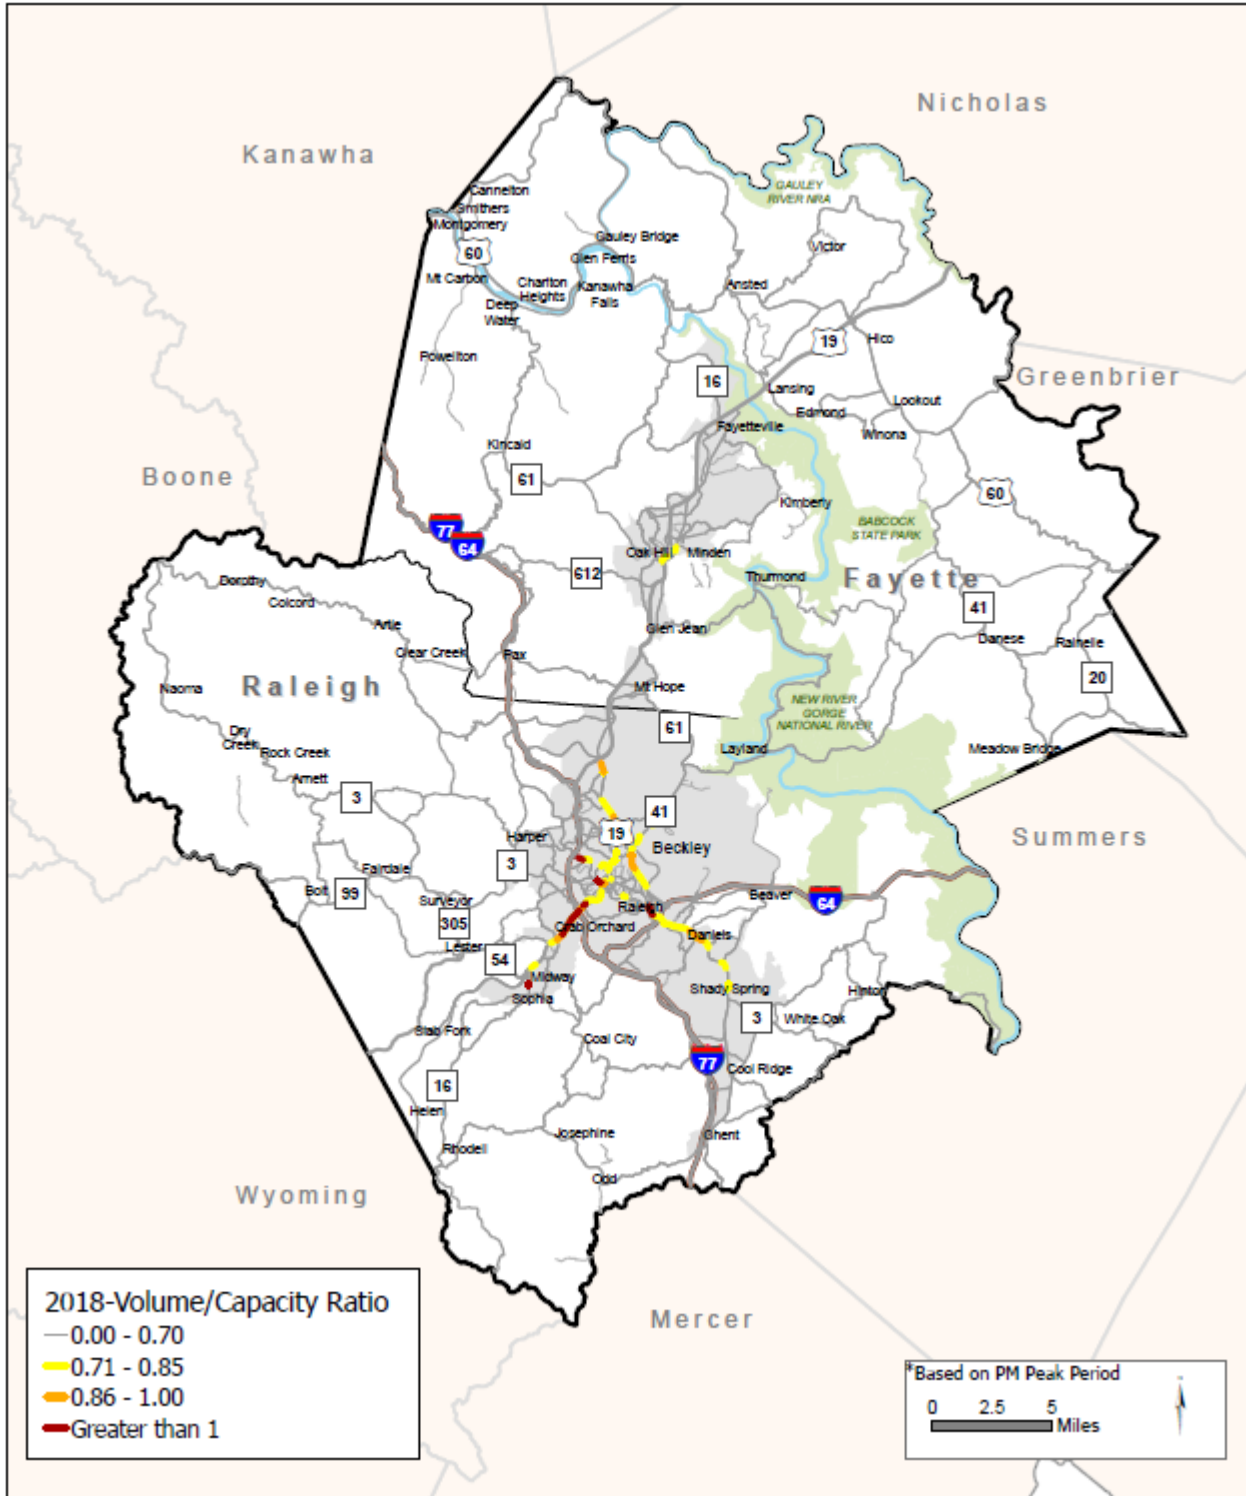 Nicholas
Kanawha
GAULEY
RIVER NRA
Cannelton
Smithers
Montgomery
Gauley Bridge
Victor
60
Glen Ferris
Mt Carbon
Charlton
Heights
Kanawha
Falls
Ansted
Deep
Water
19
Hico
Powellton
16
Greenbrier
Lansing
Lookout
Edmond
Fayetteville
Winona
Kincaid
Boone
61
60
Kimberly
77
BABCOCK
STATE PARK
64
Oak Hill
Minden
612
Thurmond
Fayette
Dorothy
Colcord
41
Artie
Glen Jean
Danese
Rainelle
Clear Creek
Pax
20
Naoma
Raleigh
Mt Hope
NEW RIVER
GORGE
NATIONAL RIVER
61
Dry
Creek
Rock Creek
Layland
Meadow Bridge
Arnett
3
41
Harper
19
Beckley
Summers
3
Fairdale
Bolt
99
Surveyor
Beaver
64
Raleigh
305
Crab Orchard
Daniels
Lester
54
Midway
Sophia
Shady Spring
Hinton
3
White Oak
Slab Fork
Coal City
77
Cool Ridge
16
Helen
Josephine
Ghent
Rhodell
Odd
Wyoming
Mercer
2018-Volume/Capacity Ratio
0.00 - 0.70
0.71 - 0.85
0.86 - 1.00
Greater than 1
*Based on PM Peak Period
0 2.5 5
Miles